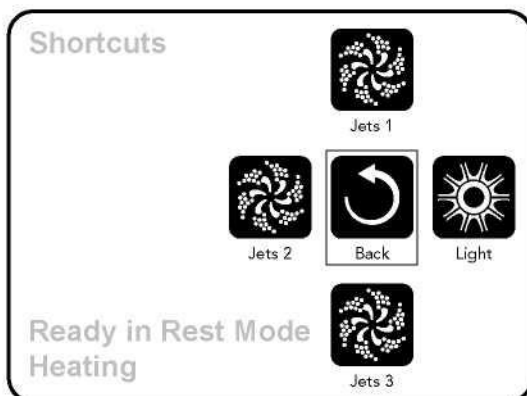 Shortcuts
Jets 1
Jets 2
Back
Light
Ready in Rest Mode
Heating
Jets 3